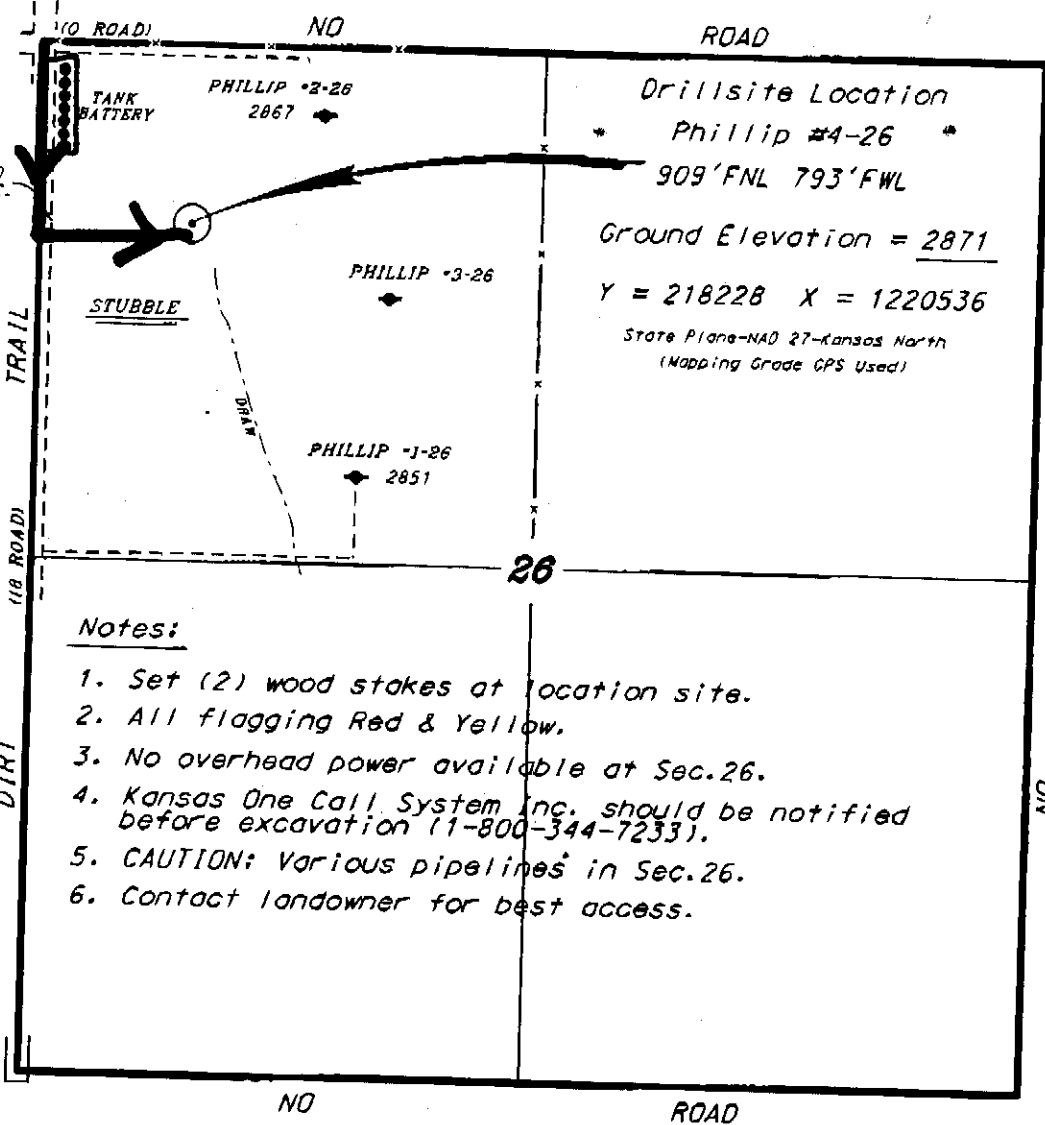 (O ROAD)
NO
ROAD
TANK
BATTERY
PHILLIP #2-26
2867
Drillsite Location
Phillip #4-26
909'FNL 793'FWL
Ground Elevation = 2871
Y = 218228 X = 1220536
State Plane-NAD 27-Kansas North
(Mapping Grade GPS Used)
PHILLIP #3-26
STUBBLE
TRAIL
DRAW
PHILLIP #1-26
2851
(18 ROAD)
26
Notes:
1. Set (2) wood stakes at location site.
2. All flagging Red & Yellow.
3. No overhead power available at Sec.26.
4. Kansas One Call System Inc. should be notified
before excavation (1-800-344-7233).
5. CAUTION: Various pipelines in Sec.26.
6. Contact landowner for best access.
DIRT
NO
NO
ROAD